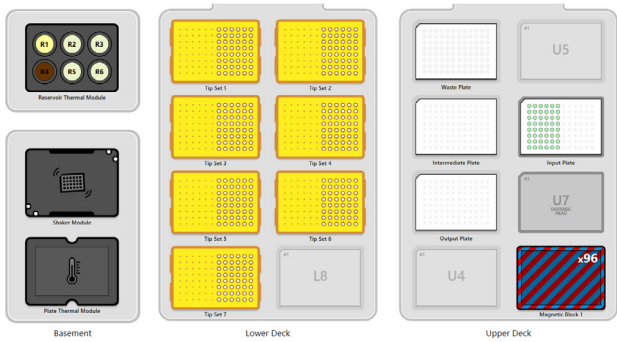 R1 R2 R3
R4 R5 R6
Reservoir Thermal Module
Shaker Module
Plate Thermal Module
Basement
Tip Set 1
Tip Set 2
Tip Set 3
Tip Set 4
Tip Set 5
Tip Set 6
Tip Set 7
A1
L8
Lower Deck
Waste Plate
A1
U5
Intermediate Plate
Input Plate
Output Plate
A1
U7
DISPENSE
HEAD
A1
U4
x96
Magnetic Block 1
Upper Deck